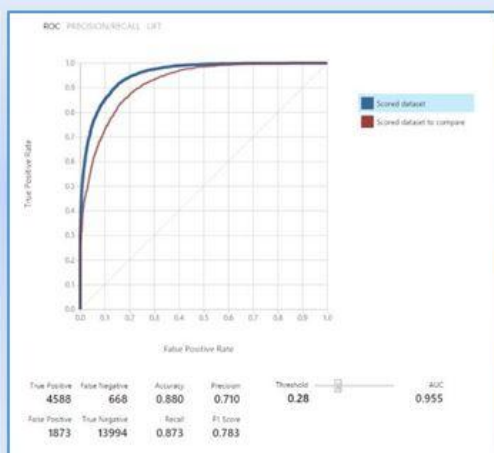 ROC PRECISION/RECALL LIFT
1.0
0.9
0.8
0.7
0.6
0.5
0.4
0.3
0.2
0.1
0.0
True Positive Rate
0.0 0.1 0.2 0.3 0.4 0.5 0.6 0.7 0.8 0.9 1.0
False Positive Rate
Scored dataset
Scored dataset to compare
True Positive False Negative Accuracy Precision Threshold AUC
4588 668 0.880 0.710 0.28 0.955
False Positive True Negative Recall F1 Score
1873 13994 0.873 0.783